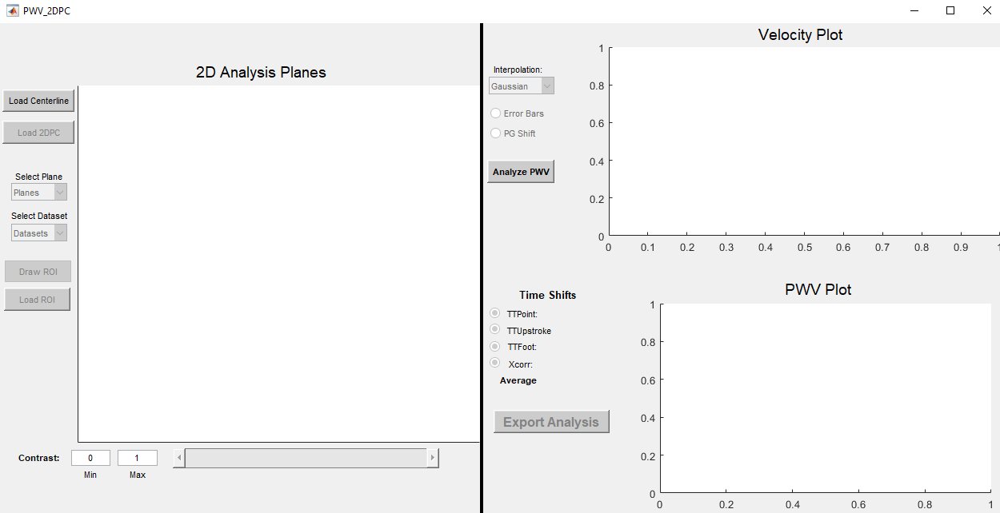 PWV_2DPC
2D Analysis Planes
Load Centerline
Load 2DPC
Select Plane
Planes
Select Dataset
Datasets
Draw ROI
Load ROI
Contrast:
0
1
Min
Max
Velocity Plot
Interpolation:
Gaussian
Error Bars
PG Shift
Analyze PWV
1
0.8
0.6
0.4
0.2
0
0 0.1 0.2 0.3 0.4 0.5 0.6 0.7 0.8 0.9 1
Time Shifts
TTPoint:
TTUpstroke
TTFoot:
Xcorr:
Average
Export Analysis
PWV Plot
1
0.8
0.6
0.4
0.2
0
0 0.2 0.4 0.6 0.8 1